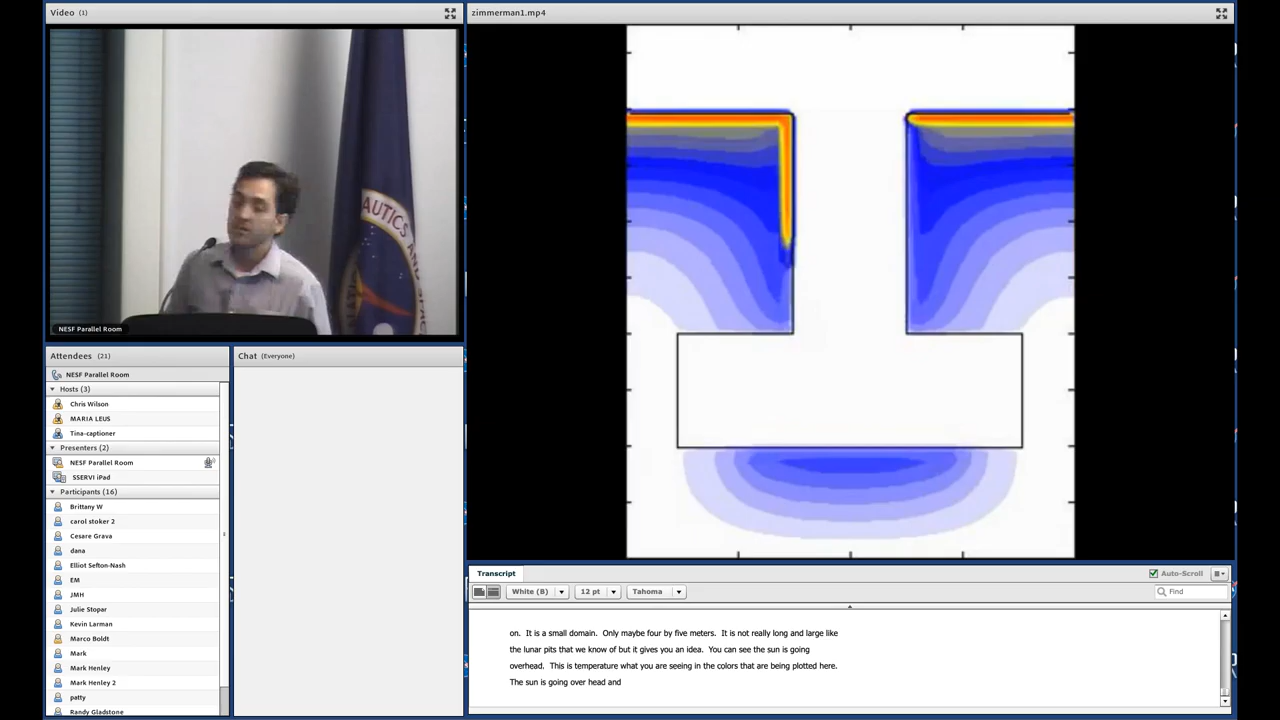 Video (1)
zimmerman1.mp4
AUTICS AND
SPACE
NESF Parallel Room
Attendees (21)
NESF Parallel Room
Hosts (3)
Chris Wilson
MARIA LEUS
Tina-captioner
Presenters (2)
NESF Parallel Room
SSERVI iPad
Participants (16)
Brittany W
carol stoker 2
Cesare Grava
dana
Elliot Sefton-Nash
EM
JMH
Julie Stopar
Kevin Larman
Marco Boldt
Mark
Mark Henley
Mark Henley 2
patty
Randy Gladstone
Chat (Everyone)
Transcript
Auto-Scroll
White (B)
12 pt
Tahoma
Find
on. It is a small domain. Only maybe four by five meters. It is not really long and large like
the lunar pits that we know of but it gives you an idea. You can see the sun is going
overhead. This is temperature what you are seeing in the colors that are being plotted here.
The sun is going over head and